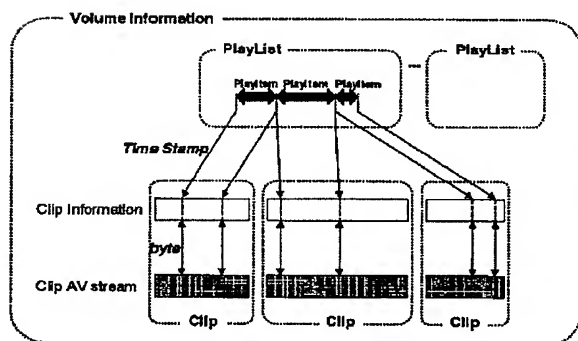 Volume Information
PlayList
PlayList
PlayItem PlayItem PlayItem
Time Stamp
Clip Information
byte
Clip AV stream
Clip
Clip
Clip